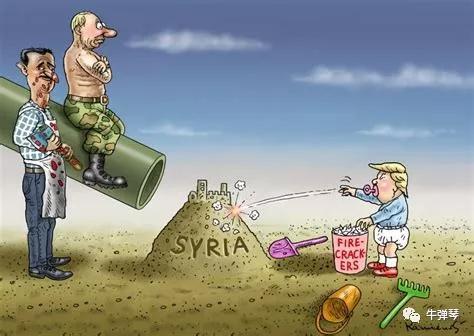 SYRIA
FIRE-
CRACK-
ERS
牛弹琴